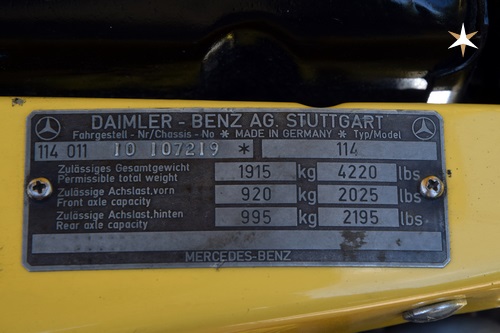 DAIMLER - BENZ AG. STUTTGART
Fahrgestell - Nr/Chassis - No * MADE IN GERMANY * Typ/Model
114 011 10 107219 * 114
Zulässiges Gesamtgewicht
Permissible total weight 1915 kg 4220 lbs
Zulässige Achslast,vorn
Front axle capacity 920 kg 2025 lbs
Zulässige Achslast,hinten
Rear axle capacity 995 kg 2195 lbs
MERCEDES-BENZ